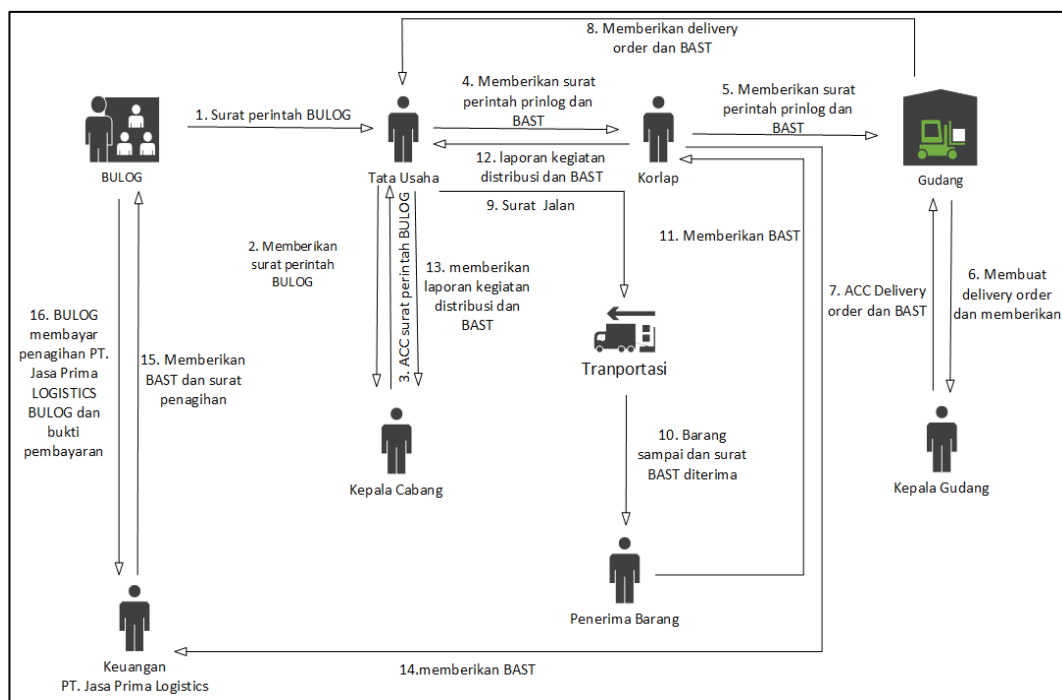 8. Memberikan delivery
order dan BAST
4. Memberikan surat
perintah prinlog dan
BAST
5. Memberikan surat
perintah prinlog dan
BAST
1. Surat perintah BULOG
12. laporan kegiatan
distribusi dan BAST
BULOG
Tata Usaha
Korlap
Gudang
9. Surat Jalan
11. Memberikan BAST
2. Memberikan
surat perintah
BULOG
3. ACC surat perintah BULOG
13. memberikan
laporan kegiatan
distribusi dan
BAST
7. ACC Delivery
order dan BAST
6. Membuat
delivery order
dan memberikan
16. BULOG
membayar
penagihan PT.
Jasa Prima
LOGISTICS
BULOG dan
bukti
pembayaran
15. Memberikan
BAST dan surat
penagihan
Tranportasi
10. Barang
sampai dan surat
BAST diterima
Kepala Cabang
Kepala Gudang
Penerima Barang
Keuangan
PT. Jasa Prima Logistics
14.memberikan BAST